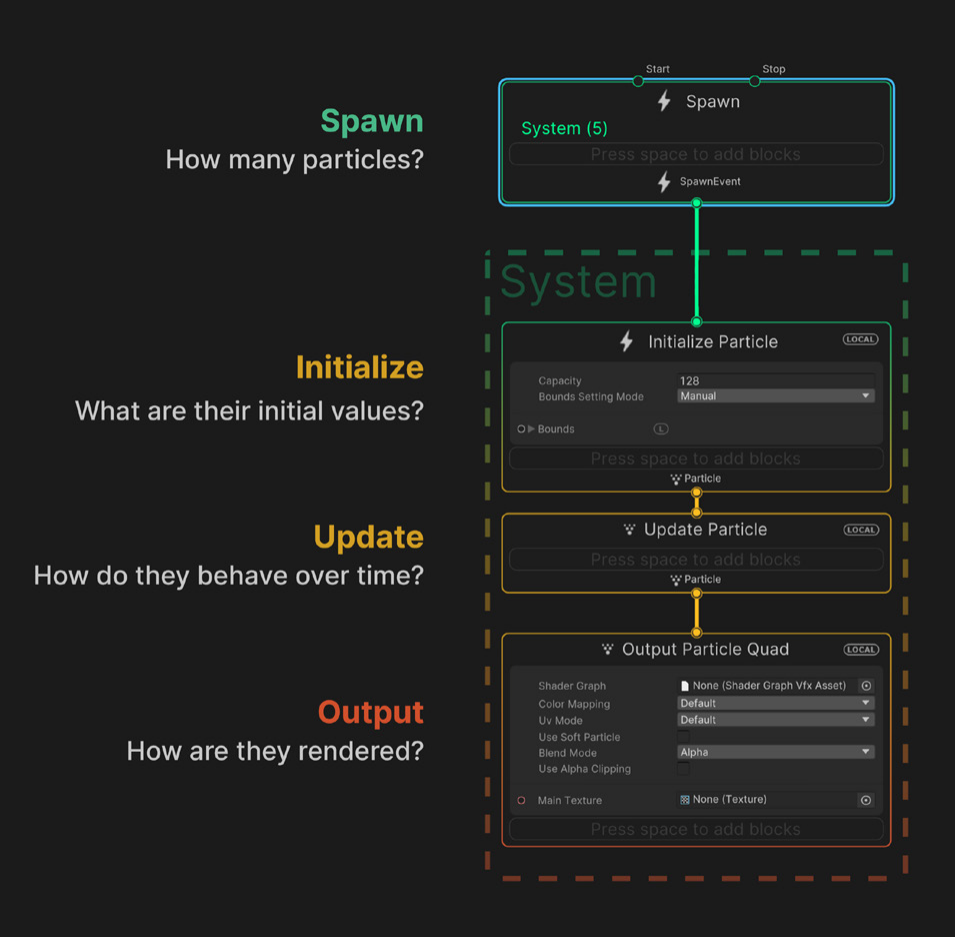 Start
Stop
Spawn
How many particles?
Spawn
System (5)
Press space to add blocks
SpawnEvent
System
Initialize
What are their initial values?
Initialize Particle
LOCAL
Capacity
128
Bounds Setting Mode
Manual
Bounds
L
Press space to add blocks
Particle
Update
How do they behave over time?
Update Particle
LOCAL
Press space to add blocks
Particle
Output
How are they rendered?
Output Particle Quad
LOCAL
Shader Graph
None (Shader Graph Vfx Asset)
Color Mapping
Default
Uv Mode
Default
Use Soft Particle
Blend Mode
Alpha
Use Alpha Clipping
Main Texture
None (Texture)
Press space to add blocks